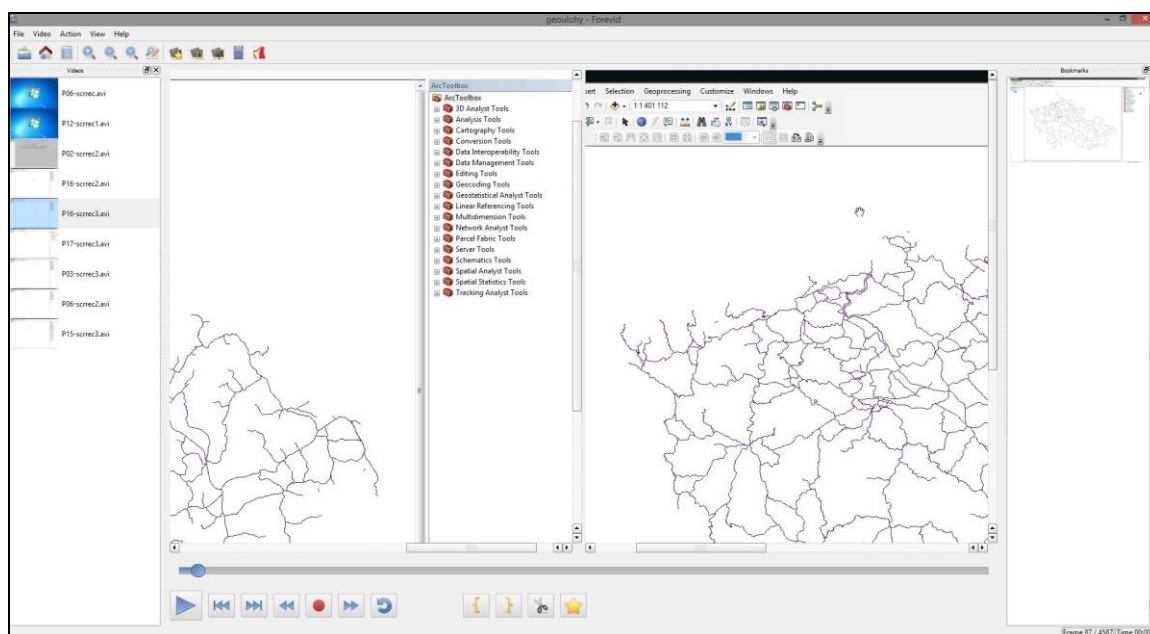 geoulohy - Forevid
File Video Action View Help
Videos
P06-scrrec.avi
P12-scrrec1.avi
P02-scrrec2.avi
P16-scrrec2.avi
P16-scrrec3.avi
P17-scrrec3.avi
P03-scrrec3.avi
P06-scrrec2.avi
P15-scrrec3.avi
ArcToolbox
ArcToolbox
3D Analyst Tools
Analysis Tools
Cartography Tools
Conversion Tools
Data Interoperability Tools
Data Management Tools
Editing Tools
Geocoding Tools
Geostatistical Analyst Tools
Linear Referencing Tools
Multidimension Tools
Network Analyst Tools
Parcel Fabric Tools
Server Tools
Schematics Tools
Spatial Analyst Tools
Spatial Statistics Tools
Tracking Analyst Tools
sert Selection Geoprocessing Customize Windows Help
1:1 401 112
Bookmarks
Frame 87 / 4587 Time 00:00